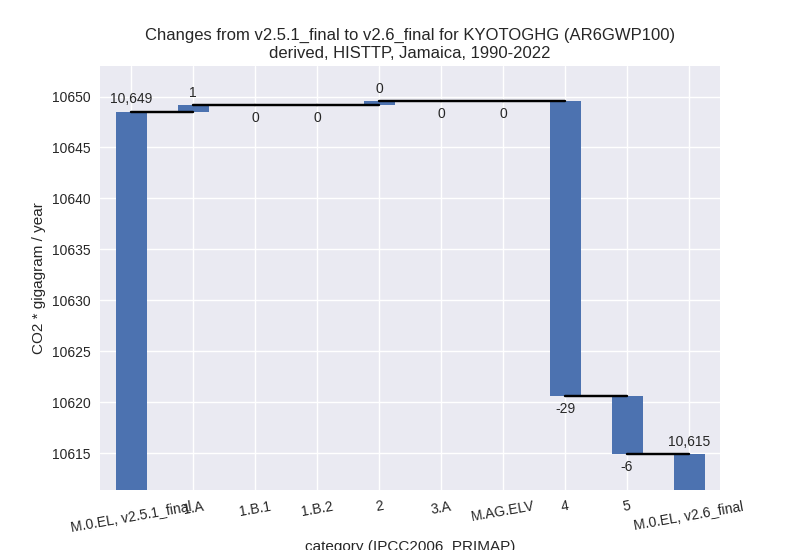 Changes from v2.5.1_final to v2.6_final for KYOTOGHG (AR6GWP100)
derived, HISTTP, Jamaica, 1990-2022
CO2 * gigagram / year
10650
10645
10640
10635
10630
10625
10620
10615
10,649
1
0
0
0
0
0
-29
-6
10,615
M.0.EL, v2.5.1_final
1.A
1.B.1
1.B.2
2
3.A
M.AG.ELV
4
5
M.0.EL, v2.6_final
category (IPCC2006_PRIMAP)